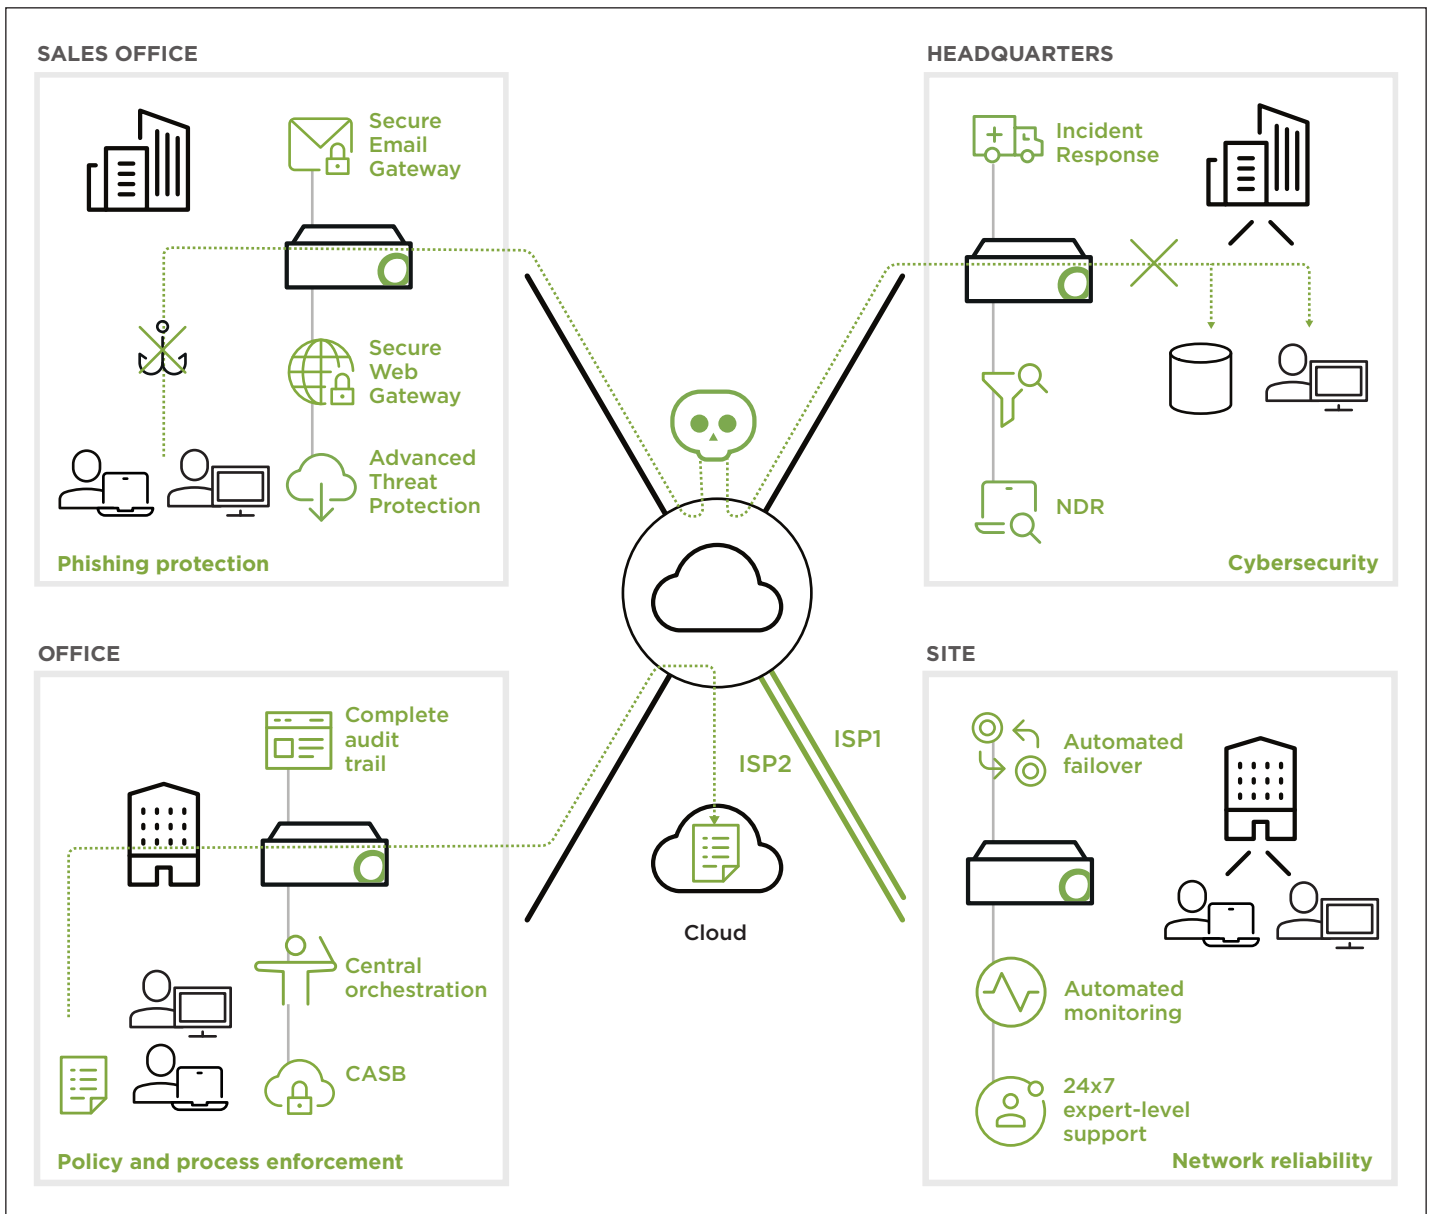 SALES OFFICE
Secure
Email
Gateway
Secure
Web
Gateway
Advanced
Threat
Protection
Phishing protection
HEADQUARTERS
Incident
Response
NDR
Cybersecurity
OFFICE
Complete
audit
trail
Central
orchestration
CASB
Policy and process enforcement
ISP2
ISP1
Cloud
SITE
Automated
failover
Automated
monitoring
24x7
expert-level
support
Network reliability